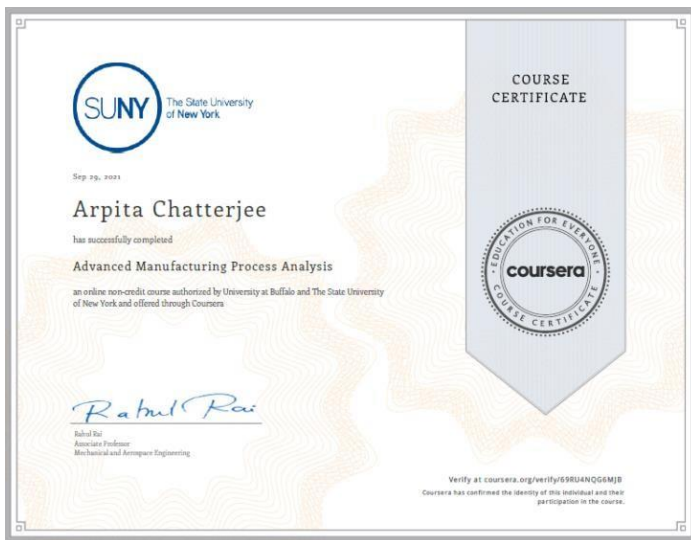 SUNY
The State University
of New York
Sep 29, 2021
Arpita Chatterjee
has successfully completed
Advanced Manufacturing Process Analysis
an online non-credit course authorized by University at Buffalo and The State University
of New York and offered through Coursera
Rahul Rai
Rahul Rai
Associate Professor
Mechanical and Aerospace Engineering
COURSE
CERTIFICATE
EDUCATION FOR EVERYONE
coursera
COURSE CERTIFICATE
Verify at coursera.org/verify/69RU4NQG6MJB
Coursera has confirmed the identity of this individual and their
participation in the course.